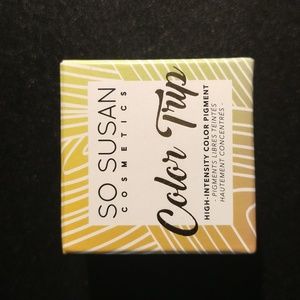 SO SUSAN
COSMETICS
Color Trip
HIGH-INTENSITY COLOR PIGMENT
- PIGMENTS LIBRES TEINTÉS
HAUTEMENT CONCENTRÉS -